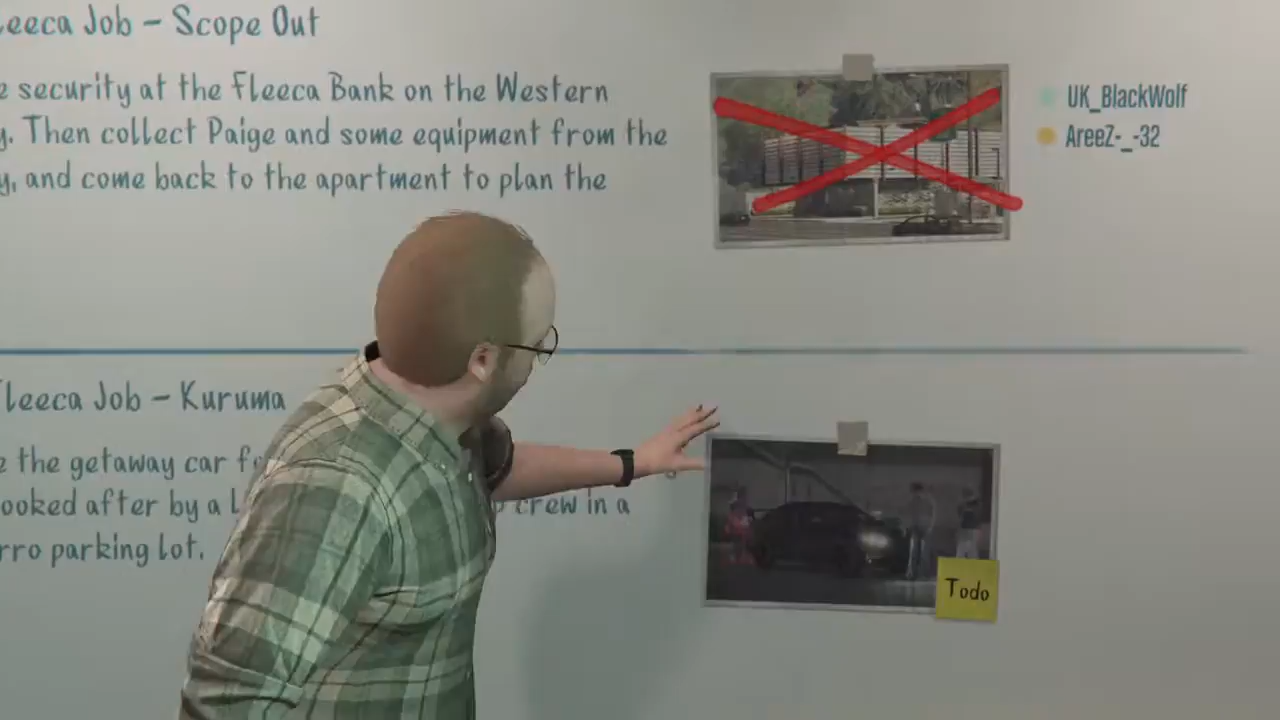 leeca Job - Scope Out
e security at the Fleeca Bank on the Western
y. Then collect Paige and some equipment from the
y, and come back to the apartment to plan the
UK_BlackWolf
AreeZ-_-32
leeca Job - Kuruma
e the getaway car f
ooked after by a L crew in a
rro parking lot.
Todo